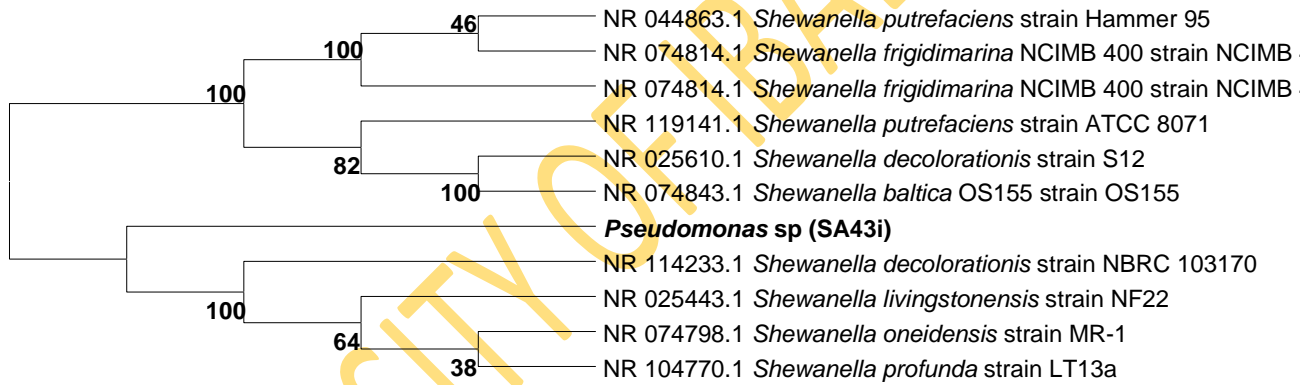 NR 044863.1 Shewanella putrefaciens strain Hammer 95
46
NR 074814.1 Shewanella frigidimarina NCIMB 400 strain NCIMB
100
NR 074814.1 Shewanella frigidimarina NCIMB 400 strain NCIMB
100
NR 119141.1 Shewanella putrefaciens strain ATCC 8071
82
NR 025610.1 Shewanella decolorationis strain S12
100
NR 074843.1 Shewanella baltica OS155 strain OS155
Pseudomonas sp (SA43i)
NR 114233.1 Shewanella decolorationis strain NBRC 103170
100
NR 025443.1 Shewanella livingstonensis strain NF22
64
NR 074798.1 Shewanella oneidensis strain MR-1
38
NR 104770.1 Shewanella profunda strain LT13a
CITY OF